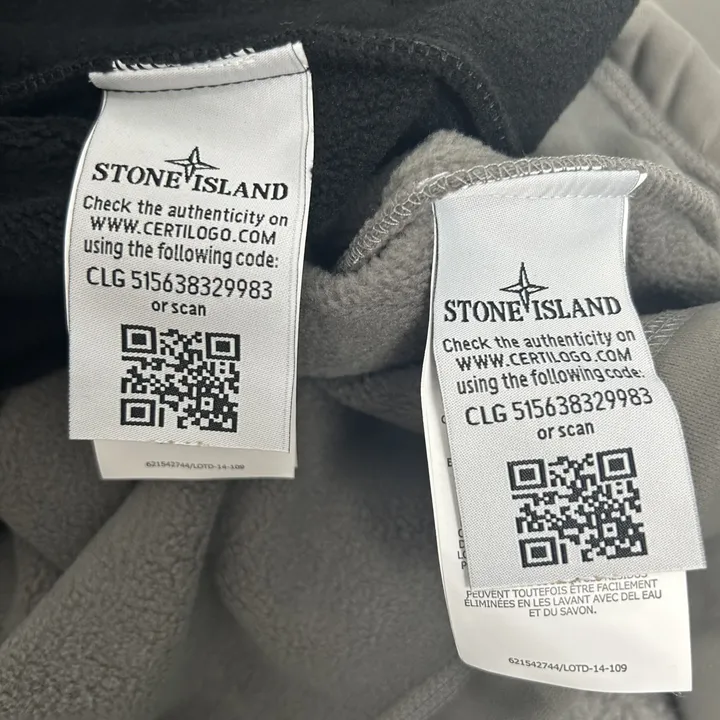 STONE ISLAND
Check the authenticity on
WWW.CERTILOGO.COM
using the following code:
CLG 515638329983
or scan
621542744/LOTD-14-109
STONE ISLAND
Check the authenticity on
WWW.CERTILOGO.COM
using the following code:
CLG 515638329983
or scan
PEUVENT TOUTEFOIS ÊTRE FACILEMENT
ÉLIMINÉES EN LES LAVANT AVEC DEL EAU
ET DU SAVON.
621542744/LOTD-14-109